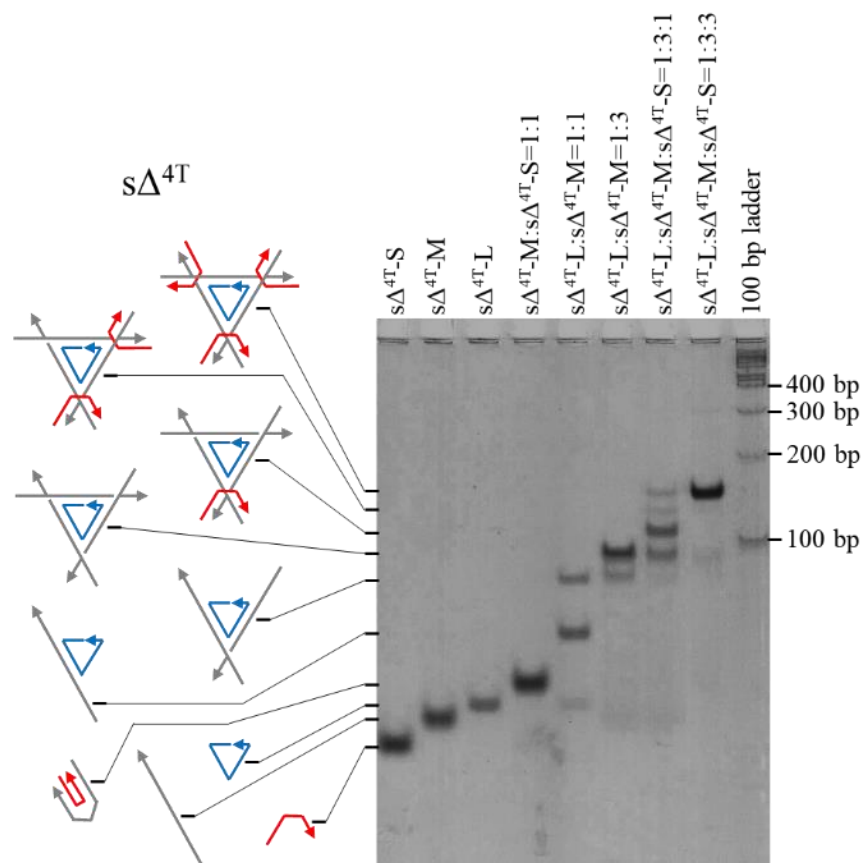 sΔ⁴ᵀ
sΔ⁴ᵀ-S
sΔ⁴ᵀ-M
sΔ⁴ᵀ-L
sΔ⁴ᵀ-M:sΔ⁴ᵀ-S=1:1
sΔ⁴ᵀ-L:sΔ⁴ᵀ-M=1:1
sΔ⁴ᵀ-L:sΔ⁴ᵀ-M=1:3
sΔ⁴ᵀ-L:sΔ⁴ᵀ-M:sΔ⁴ᵀ-S=1:3:1
sΔ⁴ᵀ-L:sΔ⁴ᵀ-M:sΔ⁴ᵀ-S=1:3:3
100 bp ladder
400 bp
300 bp
200 bp
100 bp